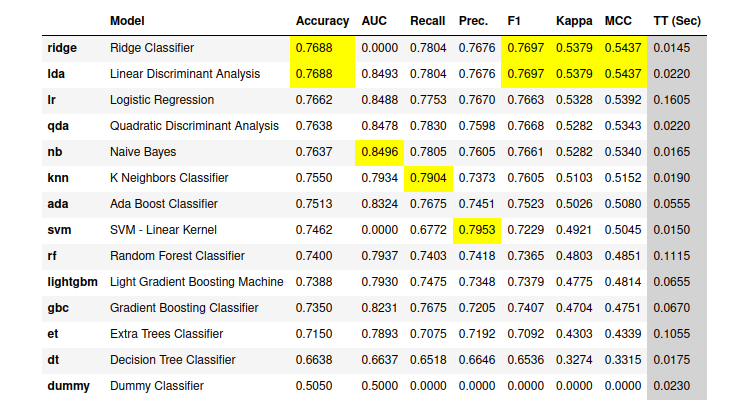 Model Accuracy AUC Recall Prec. F1 Kappa MCC TT (Sec)
ridge Ridge Classifier 0.7688 0.0000 0.7804 0.7676 0.7697 0.5379 0.5437 0.0145
lda Linear Discriminant Analysis 0.7688 0.8493 0.7804 0.7676 0.7697 0.5379 0.5437 0.0220
lr Logistic Regression 0.7662 0.8488 0.7753 0.7670 0.7663 0.5328 0.5392 0.1605
qda Quadratic Discriminant Analysis 0.7638 0.8478 0.7830 0.7598 0.7668 0.5282 0.5343 0.0220
nb Naive Bayes 0.7637 0.8496 0.7805 0.7605 0.7661 0.5282 0.5340 0.0165
knn K Neighbors Classifier 0.7550 0.7934 0.7904 0.7373 0.7605 0.5103 0.5152 0.0190
ada Ada Boost Classifier 0.7513 0.8324 0.7675 0.7451 0.7523 0.5026 0.5080 0.0555
svm SVM - Linear Kernel 0.7462 0.0000 0.6772 0.7953 0.7229 0.4921 0.5045 0.0150
rf Random Forest Classifier 0.7400 0.7937 0.7403 0.7418 0.7365 0.4803 0.4851 0.1115
lightgbm Light Gradient Boosting Machine 0.7388 0.7930 0.7475 0.7348 0.7379 0.4775 0.4814 0.0655
gbc Gradient Boosting Classifier 0.7350 0.8231 0.7675 0.7205 0.7407 0.4704 0.4751 0.0670
et Extra Trees Classifier 0.7150 0.7893 0.7075 0.7192 0.7092 0.4303 0.4339 0.1055
dt Decision Tree Classifier 0.6638 0.6637 0.6518 0.6646 0.6536 0.3274 0.3315 0.0175
dummy Dummy Classifier 0.5050 0.5000 0.0000 0.0000 0.0000 0.0000 0.0000 0.0230